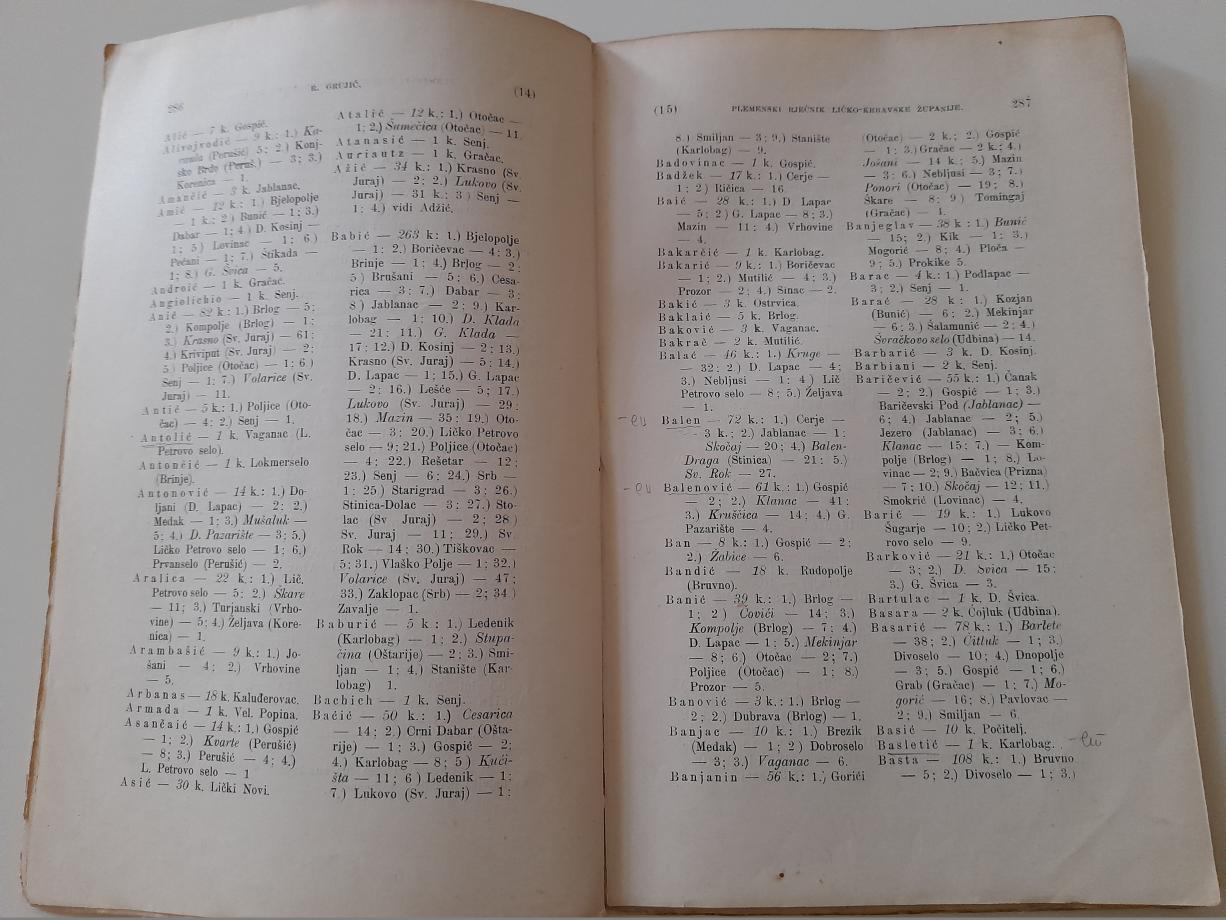 286
R. GRUJIĆ.
(14)
Alić — 7 k. Gospić.
Alivojvodić — 9 k.: 1.) Ka-
(Perušić) 5; 2.) Konj-
sko Brdo (Peruš.) — 3; 3.)
Korenica — 1.
Amančić — 3 k. Jablanac.
Amić — 12 k.: 1.) Bjelopolje
— 1 k.; 2) Bunić — 1; 3.)
Dabar — 1; 4.) D. Kosinj —
1; 5) Lovinac — 1; 6)
Pećani — 1; 7.) Štikada —
1; 8.) G. Švica — 5.
Androić — 1 k. Gračac.
Angiolichio — 1 k. Senj.
Anić — 82 k.: 1.) Brlog — 5;
2.) Kompolje (Brlog) — 1;
3.) Krasno (Sv. Juraj) — 61;
4.) Kriviput (Sv. Juraj) — 2;
5.) Poljice (Otočac) — 1; 6)
Senj — 1; 7.) Volarice (Sv.
Juraj) — 11.
Antić — 5 k.: 1.) Poljice (Oto-
čac) — 4; 2.) Senj — 1.
Antolić — 1 k. Vaganac (L.
Petrovo selo).
Antončić — 1 k. Lokmerselo
(Brinje).
Antonović — 14 k.: 1.) Do-
ljani (D. Lapac) — 2; 2.)
Medak — 1; 3.) Mušaluk —
5; 4.) D. Pazarište — 3; 5.)
Ličko Petrovo selo — 1; 6.)
Prvanselo (Perušić) — 2.
Aralica — 22 k.: 1.) Lič.
Petrovo selo — 5; 2.) Skare
— 11; 3.) Turjanski (Vrho-
vine) — 5; 4.) Željava (Kore-
nica) — 1.
Arambašić — 9 k.: 1.) Jo-
šani — 4; 2.) Vrhovine
— 5.
Arbanas — 18 k. Kaluđerovac.
Armada — 1 k. Vel. Popina.
Asančaić — 14 k.: 1.) Gospić
— 1; 2.) Kvarte (Perušić)
— 8; 3.) Perušić — 4; 4.)
L. Petrovo selo — 1
Asić — 30 k. Lički Novi.
Atalić — 12 k.: 1.) Otočac —
1; 2.) Šumečica (Otočac) — 11.
Atanasić — 1 k. Senj.
Auriautz — 1 k. Gračac.
Ažić — 34 k.: 1.) Krasno (Sv.
Juraj) — 2; 2.) Lukovo (Sv.
Juraj) — 31 k.; 3) Senj —
1; 4.) vidi Adžić.
Babić — 263 k.: 1.) Bjelopolje
— 1; 2.) Boričevac — 4; 3.)
Brinje — 1; 4.) Brlog — 2;
5.) Brušani — 5; 6.) Cesa-
rica — 3; 7.) Dabar — 3;
8) Jablanac — 2; 9.) Kar-
lobag — 1; 10.) D. Klada
— 21; 11.) G. Klada —
17; 12.) D. Kosinj — 2; 13.)
Krasno (Sv. Juraj) — 5; 14.)
D. Lapac — 1; 15.) G. Lapac
— 2; 16.) Lešće — 5; 17.)
Lukovo (Sv. Juraj) — 29;
18.) Mazin — 35; 19.) Oto-
čac — 3; 20.) Ličko Petrovo
selo — 9; 21.) Poljice (Otočac)
— 4; 22.) Rešetar — 12;
23.) Senj — 6; 24.) Srb —
1; 25) Starigrad — 3; 26.)
Stinica-Dolac — 3; 27.) Sto-
lac (Sv Juraj) — 2; 28)
Sv. Juraj — 11; 29.) Sv.
Rok — 14; 30.) Tiškovac —
5; 31.) Vlaško Polje — 1; 32.)
Volarice (Sv. Juraj) — 47;
33.) Zaklopac (Srb) — 2; 34)
Zavalje — 1.
Baburić — 5 k.: 1.) Ledenik
(Karlobag) — 1; 2.) Stupa-
čina (Oštarije) — 2; 3.) Smi-
ljan — 1; 4.) Stanište (Kar-
lobag) 1.
Bachich — 1 k. Senj.
Baćić — 50 k.: 1.) Cesarica
— 14; 2.) Crni Dabar (Ošta-
rije) — 1; 3.) Gospić — 2;
4.) Karlobag — 8; 5) Kući-
šta — 11; 6) Ledenik — 1;
7.) Lukovo (Sv. Juraj) — 1;
(15)
PLEMENSKI RJEČNIK LIČKO-KRBAVSKE ŽUPANIJE.
287
8.) Smiljan — 3; 9.) Stanište
(Karlobag) — 9.
Badovinac — 1 k. Gospić.
Badžek — 17 k.: 1.) Cerje —
1; 2) Ričica — 16.
Baić — 28 k.: 1.) D Lapac
— 5; 2) G. Lapac — 8; 3.)
Mazin — 11; 4.) Vrhovine
— 4.
Bakarčić — 1 k. Karlobag.
Bakarić — 9 k.: 1.) Boričevac
— 1; 2.) Mutilić — 4; 3.)
Prozor — 2; 4.) Sinac — 2.
Bakić — 3 k. Ostrvica.
Baklaić — 5 k. Brlog.
Baković — 3 k. Vaganac.
Bakrač — 2 k. Mutilić.
Balać — 46 k.: 1.) Kruge —
— 32; 2.) D. Lapac — 4;
3.) Nebljusi — 1; 4) Lič
Petrovo selo — 8; 5.) Željava
— 1.
Balen — 72 k.: 1.) Cerje —
3 k.; 2.) Jablanac — 1;
Skočaj — 20; 4.) Balen-
Draga (Stinica) — 21; 5.)
Sv. Rok — 27.
Balenović — 61 k.: 1.) Gospić
— 2; 2.) Klanac — 41;
3.) Kruščica — 14; 4.) G.
Pazarište — 4.
Ban — 8 k.: 1.) Gospić — 2;
2.) Žabice — 6.
Bandić — 18 k. Rudopolje
(Bruvno).
Banić — 39 k.: 1.) Brlog —
1; 2) Čovići — 14; 3.)
Kompolje (Brlog) — 7; 4.)
D. Lapac — 1; 5.) Mekinjar
— 8; 6.) Otočac — 2; 7.)
Poljice (Otočac) — 1; 8.)
Prozor — 5.
Banović — 3 k.: 1.) Brlog —
2; 2.) Dubrava (Brlog) — 1.
Banjac — 10 k.: 1.) Brezik
(Medak) — 1; 2) Dobroselo
— 3; 3.) Vaganac — 6.
Banjanin — 56 k.: 1.) Gorići
(Otočac) — 2 k.; 2.) Gospić
— 1; 3.) Gračac — 2 k.; 4.)
Jošani — 14 k.; 5.) Mazin
— 3; 6.) Nebljusi — 3; 7.)
Ponori (Otočac) — 19; 8.)
Škare — 8; 9) Tomingaj
(Gračac) — 1.
Banjeglav — 38 k.: 1.) Bunić
— 15; 2.) Kik — 1; 3.)
Mogorić — 8; 4.) Ploča —
9; 5.) Prokike 5.
Barac — 4 k.: 1.) Podlapac —
3; 2.) Senj — 1.
Barać — 28 k.: 1.) Kozjan
(Bunić) — 6; 2.) Mekinjar
— 6; 3.) Šalamunić — 2; 4.)
Švračkovo selo (Udbina) — 14.
Barbarić — 3 k. D. Kosinj.
Barbiani — 2 k. Senj.
Baričević — 55 k.: 1.) Čanak
— 2; 2.) Gospić — 1; 3.)
Baričevski Pod (Jablanac) —
6; 4.) Jablanac — 2; 5.)
Jezero (Jablanac) — 3; 6.)
Klanac — 15; 7.) — Kom-
polje (Brlog) — 1; 8.) Lo-
vinac — 2; 9.) Bačvica (Prizna)
— 7; 10.) Skočaj — 12; 11.)
Smokrić (Lovinac) — 4.
Barić — 19 k.: 1.) Lukovo
Šugarje — 10; 2.) Ličko Pet-
rovo selo — 9.
Barković — 21 k.: 1.) Otočac
— 3; 2.) D. Švica — 15;
3.) G. Švica — 3.
Bartulac — 1 k. D. Švica.
Basara — 2 k. Čojluk (Udbina).
Basarić — 78 k.: 1.) Barlete
— 38; 2.) Čitluk — 1; 3.)
Divoselo — 10; 4.) Dnopolje
— 3; 5.) Gospić — 1; 6.)
Grab (Gračac) — 1; 7.) Mo-
gorić — 16; 8.) Pavlovac —
2; 9.) Smiljan — 6.
Basić — 10 k. Počitelj.
Basletić — 1 k. Karlobag.
Basta — 108 k.: 1.) Bruvno
— 5; 2.) Divoselo — 1; 3.)